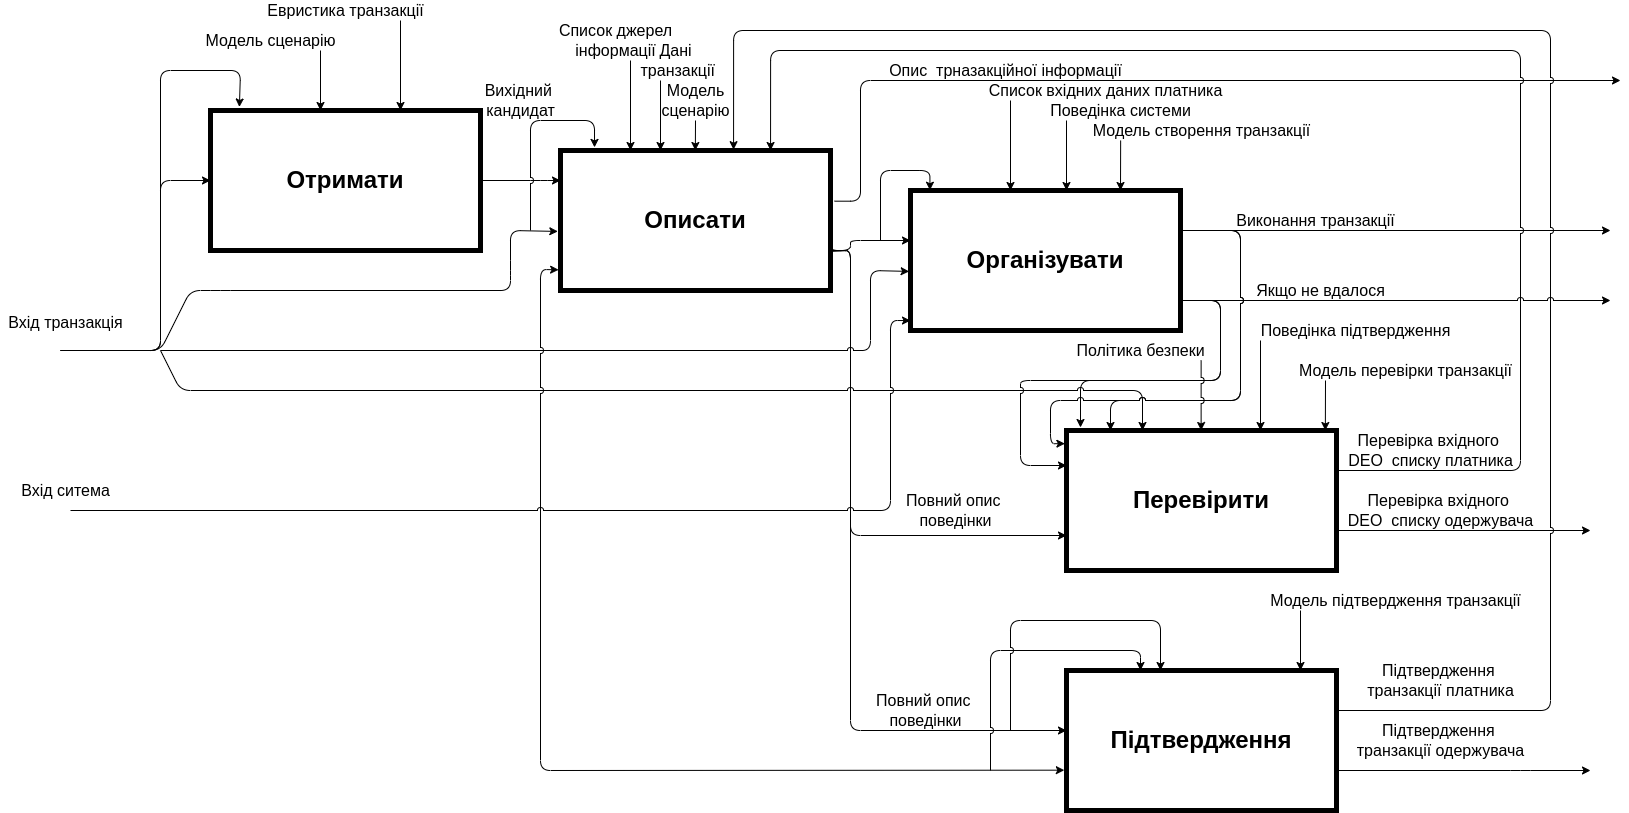 Евристика транзакції
Модель сценарію
Список джерел
інформації Дані
транзакції
Модель
сценарію
Вихідний
кандидат
Опис  трназакційної інформації
Список вхідних даних платника
Поведінка системи
Модель створення транзакції
Отримати
Описати
Організувати
Виконання транзакції
Якщо не вдалося
Вхід транзакція
Політика безпеки
Поведінка підтвердження
Модель перевірки транзакції
Перевірка вхідного
DEO  списку платника
Вхід ситема
Повний опис
поведінки
Перевірити
Перевірка вхідного
DEO  списку одержувача
Модель підтвердження транзакції
Повний опис
поведінки
Підтвердження
Підтвердження
транзакції платника
Підтвердження
транзакції одержувача